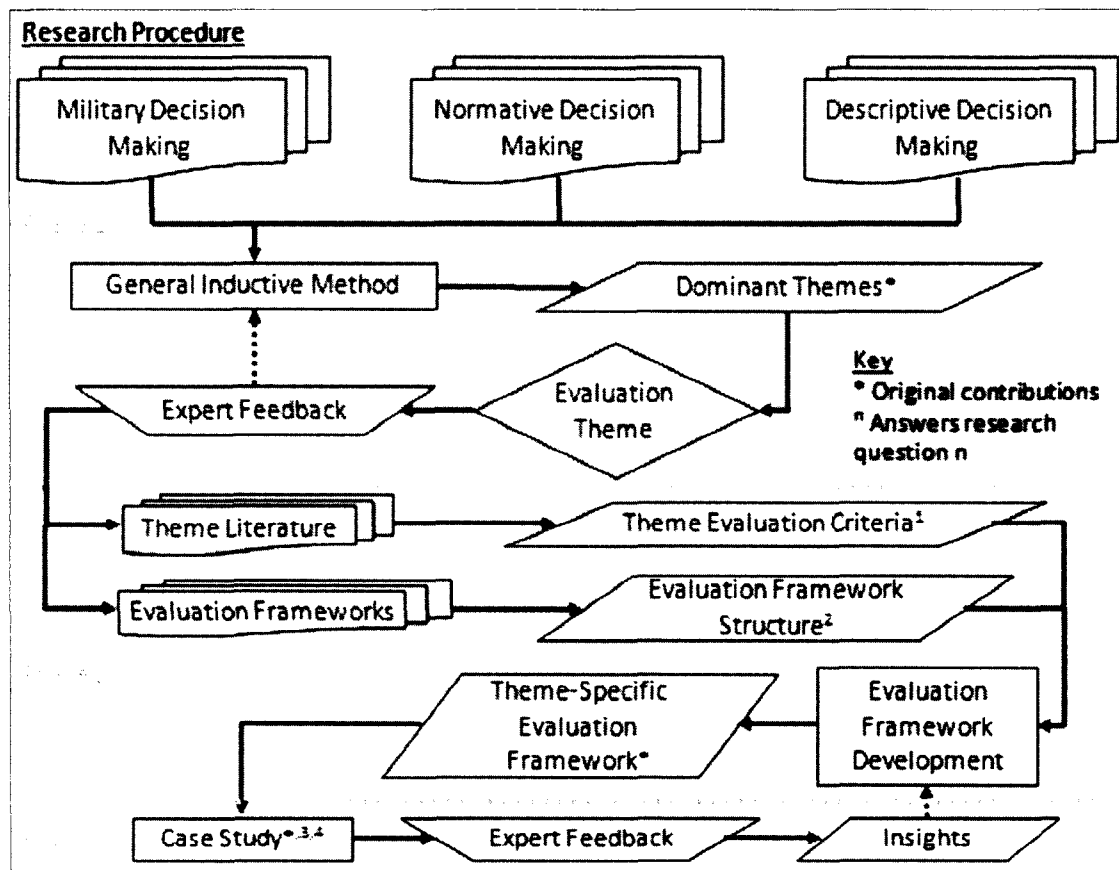 Research Procedure
Military Decision
Making
Normative Decision
Making
Descriptive Decision
Making
General Inductive Method
Dominant Themes*
Evaluation
Theme
Key
* Original contributions
ⁿ Answers research
question n
Expert Feedback
Theme Literature
Theme Evaluation Criteria¹
Evaluation Frameworks
Evaluation Framework
Structure²
Theme-Specific
Evaluation
Framework*
Evaluation
Framework
Development
Case Study*,3,4
Expert Feedback
Insights